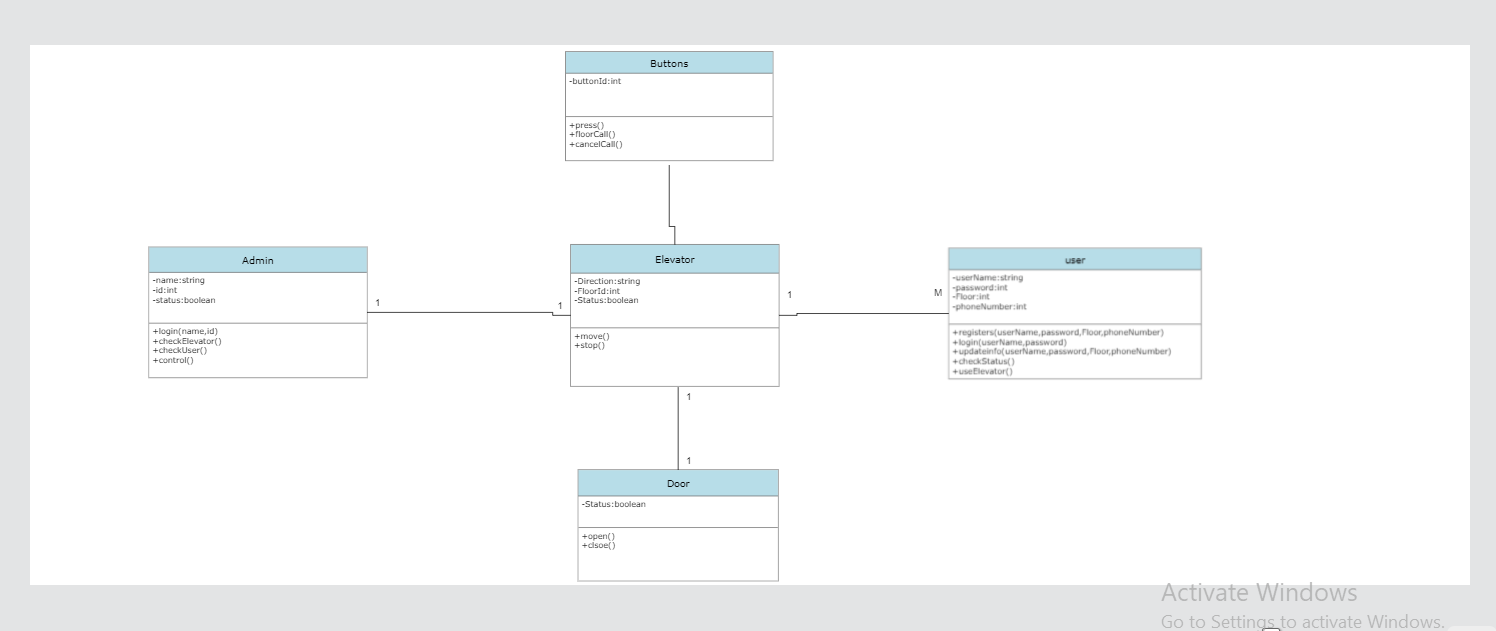 Buttons
-buttonId:int
+press()
+floorCall()
+cancelCall()
Admin
-name:string
-id:int
-status:boolean
+login(name,id)
+checkElevator()
+checkUser()
+control()
1
1
Elevator
-Direction:string
-FloorId:int
-Status:boolean
+move()
+stop()
1
M
user
-userName:string
-password:int
-Floor:int
-phoneNumber:int
+registers(userName,password,Floor,phoneNumber)
+login(userName,password)
+updateinfo(userName,password,Floor,phoneNumber)
+checkStatus()
+useElevator()
1
1
Door
-Status:boolean
+open()
+clsoe()
Activate Windows
Go to Settings to activate Windows.